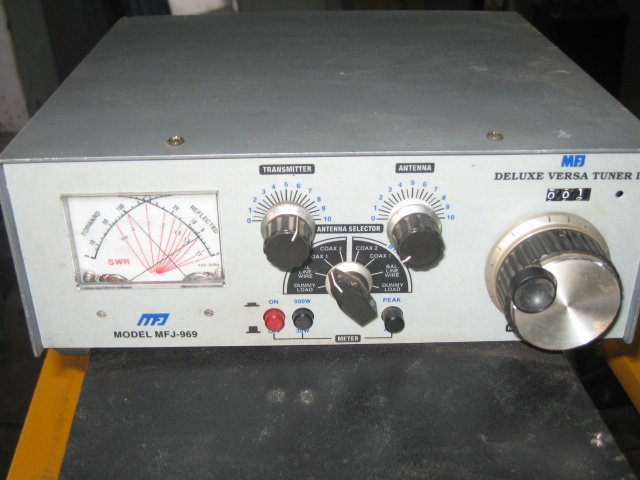 TRANSMITTER
ANTENNA
MFJ
DELUXE VERSA TUNER I
0 1 2 3 4 5 6 7 8 9 10
0 1 2 3 4 5 6 7 8 9 10
FORWARD
REFLECTED
SWR
ANTENNA SELECTOR
COAX 2
COAX 2
COAX 1
COAX 1
BAL
LINE
WIRE
BAL
LINE
WIRE
DUMMY
LOAD
DUMMY
LOAD
ON
300W
PEAK
METER
MFJ
MODEL MFJ-969